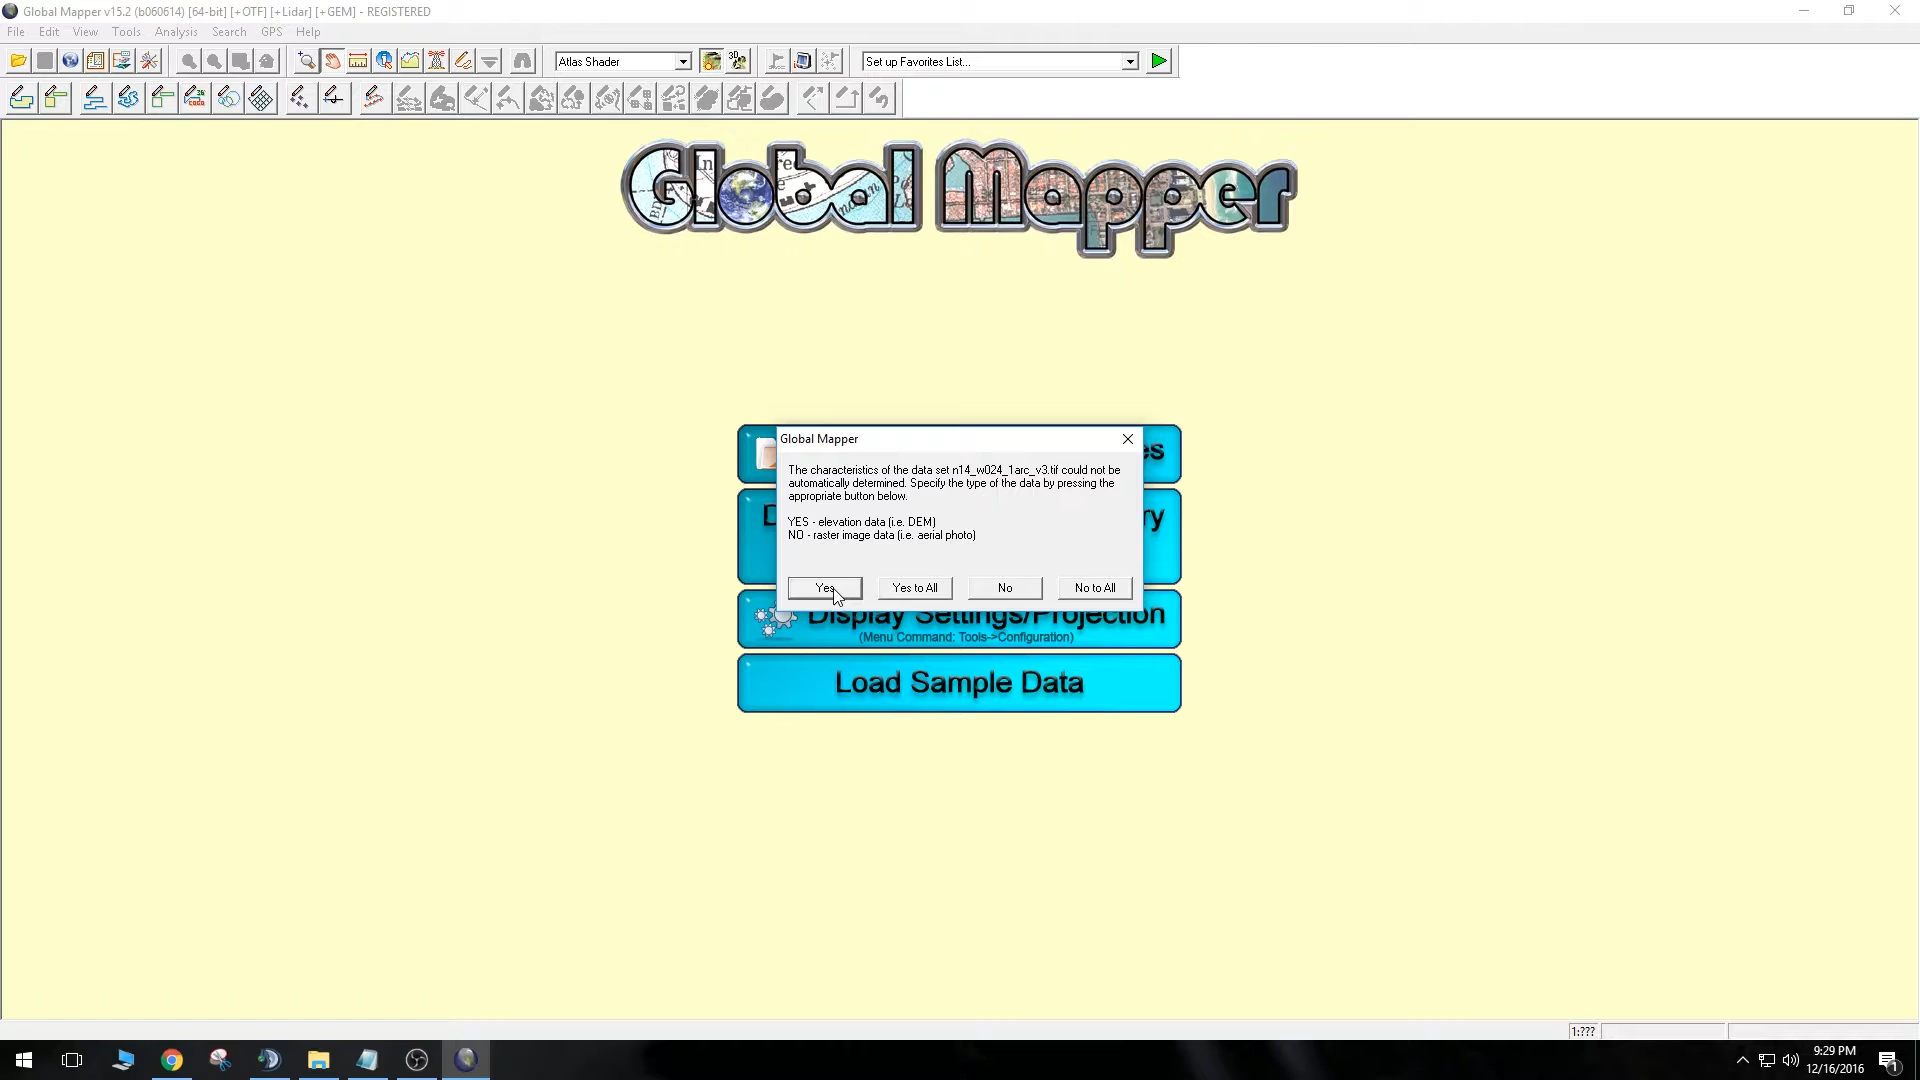 Global Mapper v15.2 (b060614) [64-bit] [+OTF] [+Lidar] [+GEM] - REGISTERED
File Edit View Tools Analysis Search GPS Help
Atlas Shader
Set up Favorites List...
Global Mapper
Global Mapper
The characteristics of the data set n14_w024_1arc_v3.tif could not be
automatically determined. Specify the type of the data by pressing the
appropriate button below.
YES - elevation data (i.e. DEM)
NO - raster image data (i.e. aerial photo)
Yes Yes to All No No to All
Display Settings/Projection
(Menu Command: Tools->Configuration)
Load Sample Data
1:???
9:29 PM
12/16/2016
1